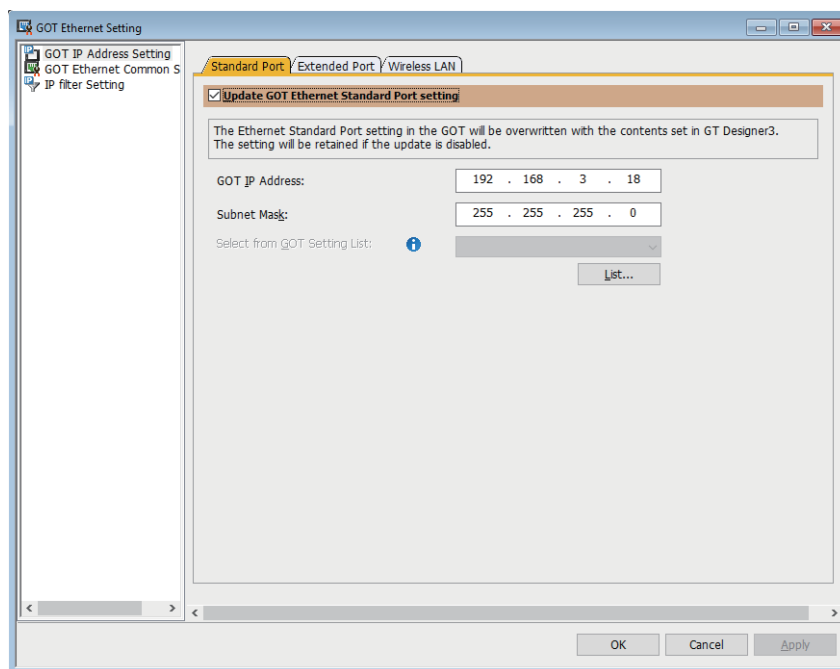 GOT Ethernet Setting
GOT IP Address Setting
GOT Ethernet Common S
IP filter Setting
Standard Port Extended Port Wireless LAN
Update GOT Ethernet Standard Port setting
The Ethernet Standard Port setting in the GOT will be overwritten with the contents set in GT Designer3.
The setting will be retained if the update is disabled.
GOT IP Address: 192 . 168 . 3 . 18
Subnet Mask: 255 . 255 . 255 . 0
Select from GOT Setting List:
List...
OK Cancel Apply